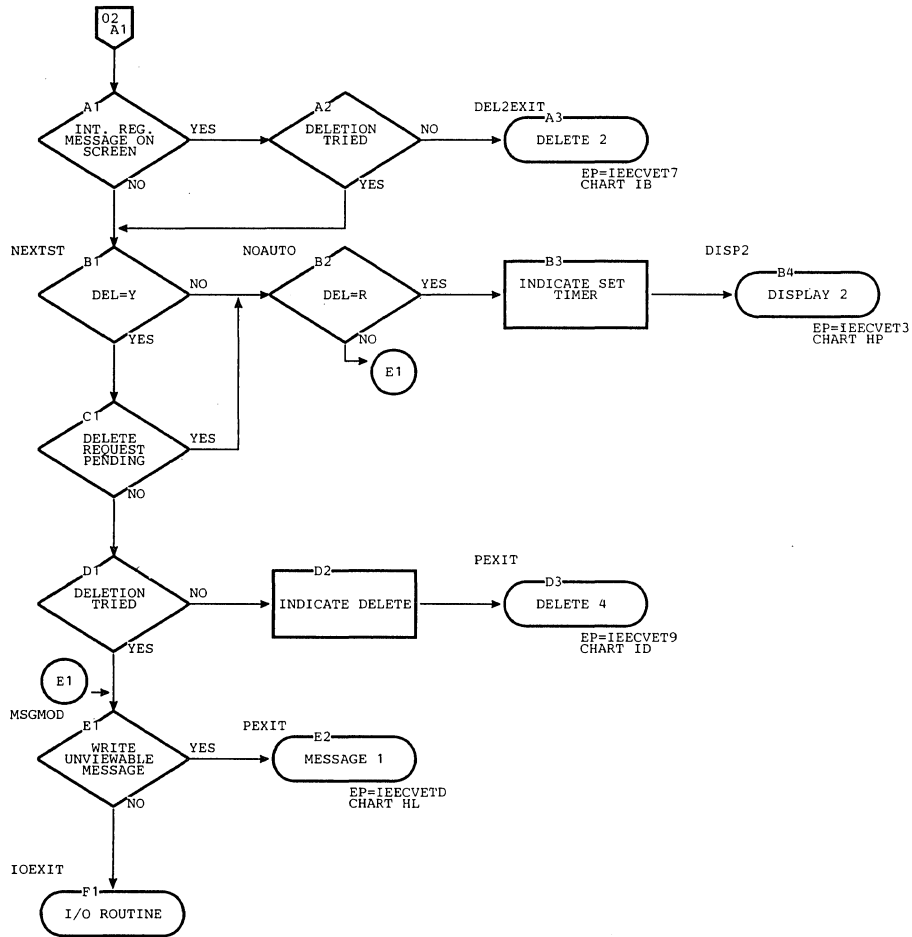 02
A1
A1
INT. REG.
MESSAGE ON
SCREEN
YES
NO
A2
DELETION
TRIED
NO
YES
DEL2EXIT
A3
DELETE 2
EP=IEECVET7
CHART IB
NEXTST
B1
DEL=Y
NO
YES
NOAUTO
B2
DEL=R
YES
NO
E1
B3
INDICATE SET
TIMER
DISP2
B4
DISPLAY 2
EP=IEECVET3
CHART HP
C1
DELETE
REQUEST
PENDING
YES
NO
D1
DELETION
TRIED
NO
YES
D2
INDICATE DELETE
PEXIT
D3
DELETE 4
EP=IEECVET9
CHART ID
E1
MSGMOD
E1
WRITE
UNVIEWABLE
MESSAGE
YES
NO
PEXIT
E2
MESSAGE 1
EP=IEECVETD
CHART HL
IOEXIT
F1
I/O ROUTINE